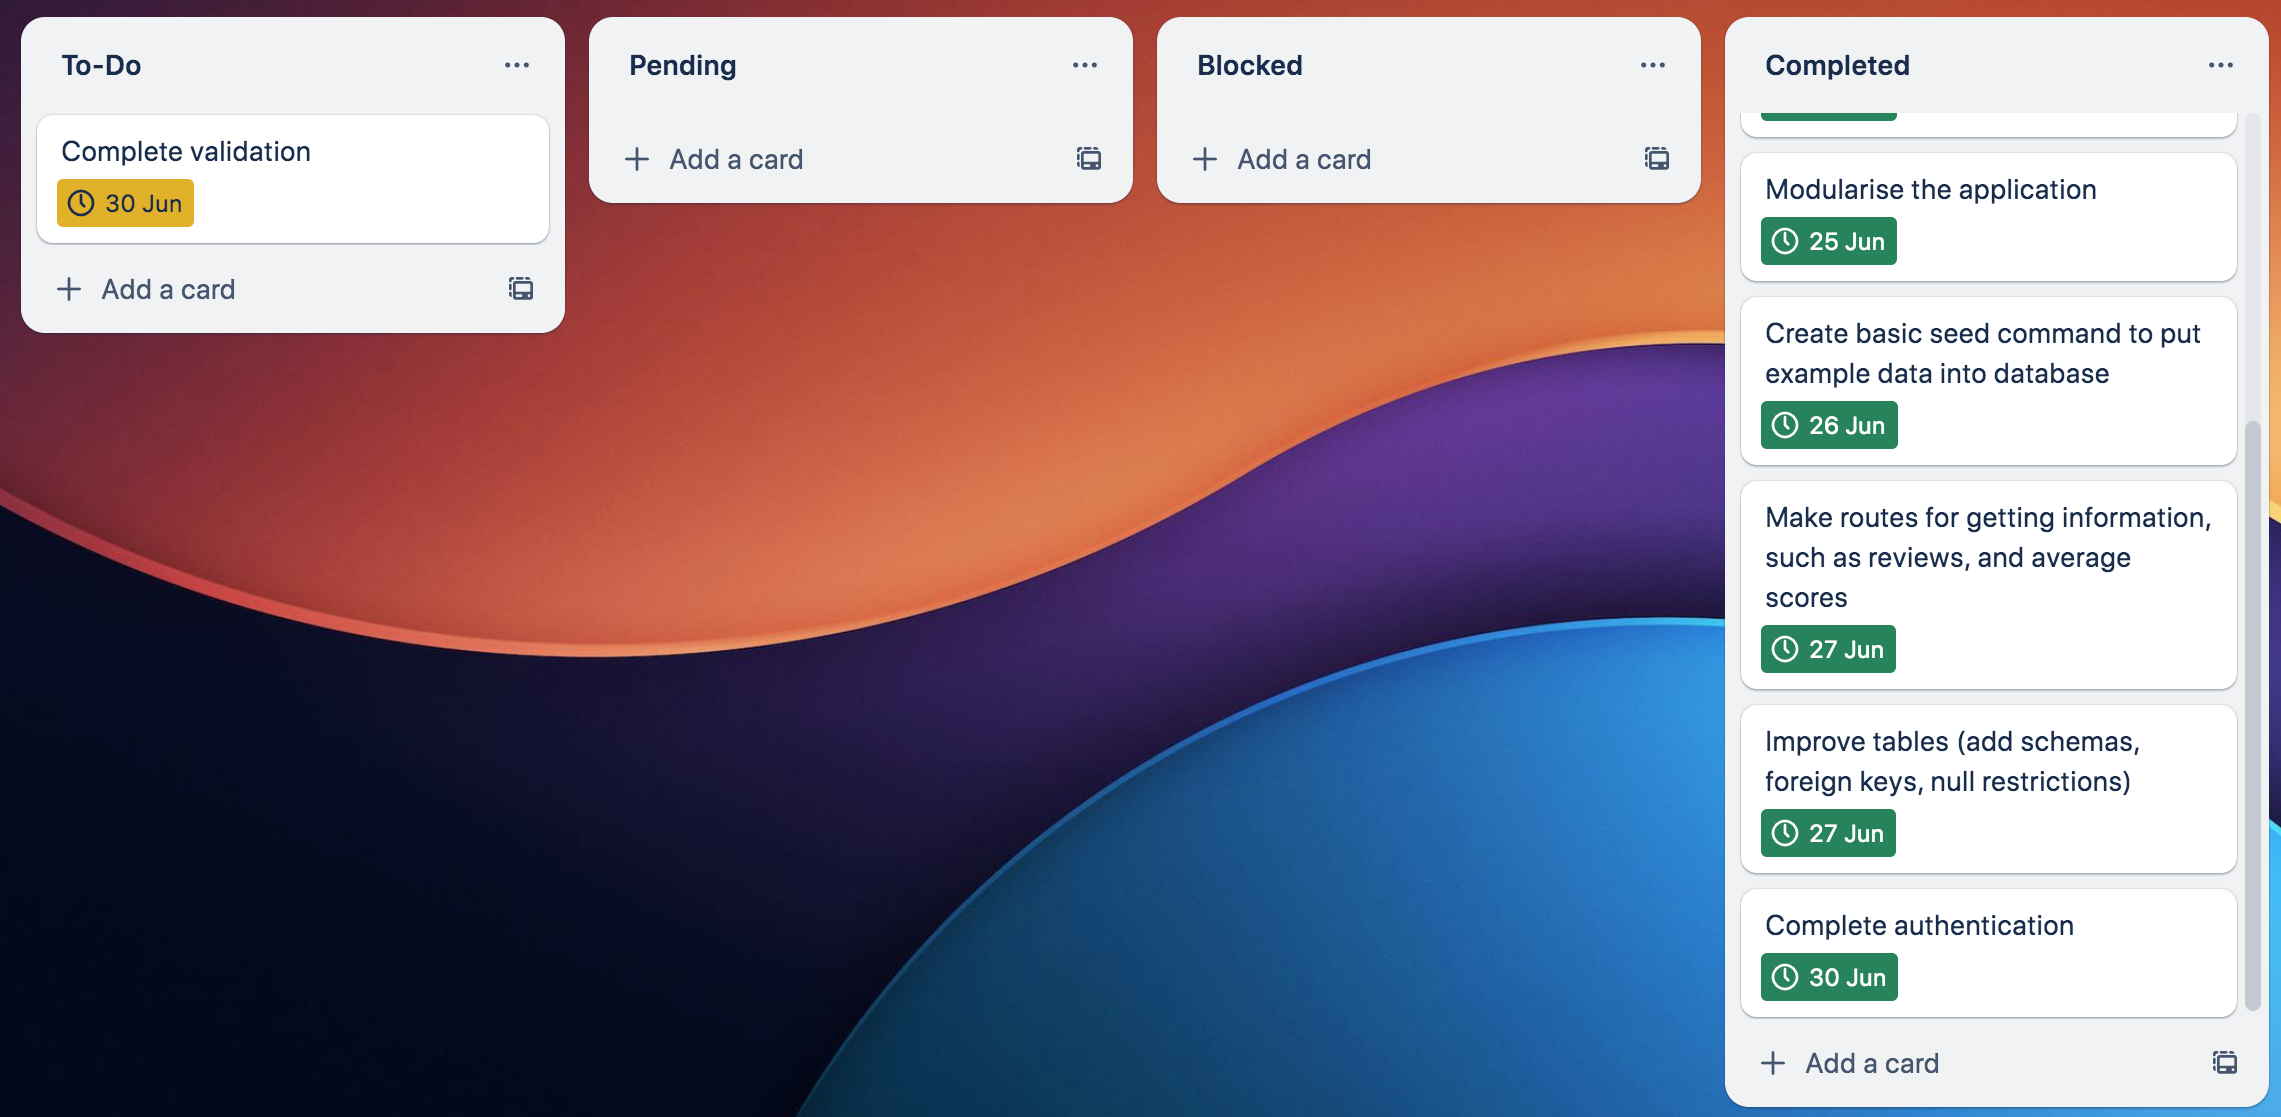 To-Do
Complete validation
30 Jun
Add a card
Pending
Add a card
Blocked
Add a card
Completed
Modularise the application
25 Jun
Create basic seed command to put
example data into database
26 Jun
Make routes for getting information,
such as reviews, and average
scores
27 Jun
Improve tables (add schemas,
foreign keys, null restrictions)
27 Jun
Complete authentication
30 Jun
Add a card